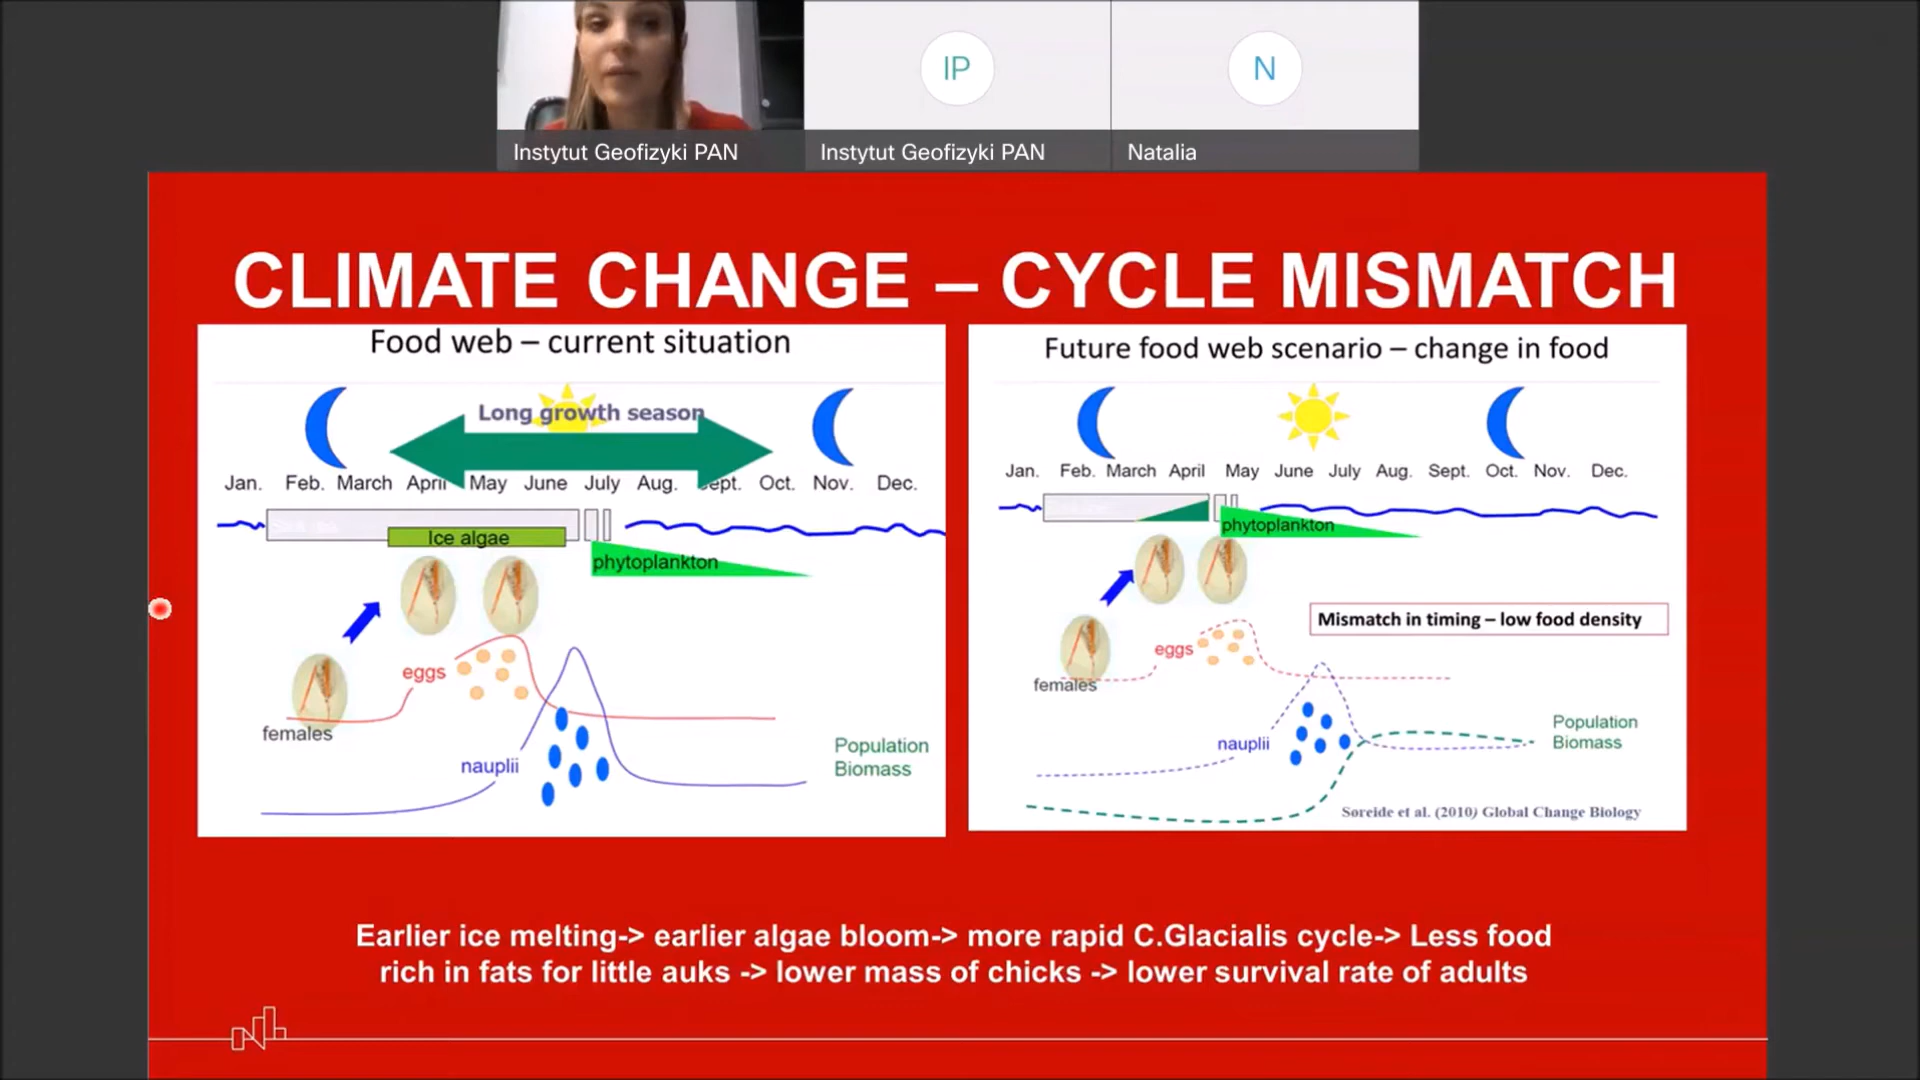 IP
N
Instytut Geofizyki PAN
Instytut Geofizyki PAN
Natalia
CLIMATE CHANGE – CYCLE MISMATCH
Food web – current situation
Long growth season
Jan. Feb. March April May June July Aug. Sept. Oct. Nov. Dec.
Ice algae
phytoplankton
eggs
females
nauplii
Population
Biomass
Future food web scenario – change in food
Jan. Feb. March April May June July Aug. Sept. Oct. Nov. Dec.
phytoplankton
Mismatch in timing – low food density
eggs
females
nauplii
Population
Biomass
Søreide et al. (2010) Global Change Biology
Earlier ice melting-> earlier algae bloom-> more rapid C.Glacialis cycle-> Less food
rich in fats for little auks -> lower mass of chicks -> lower survival rate of adults